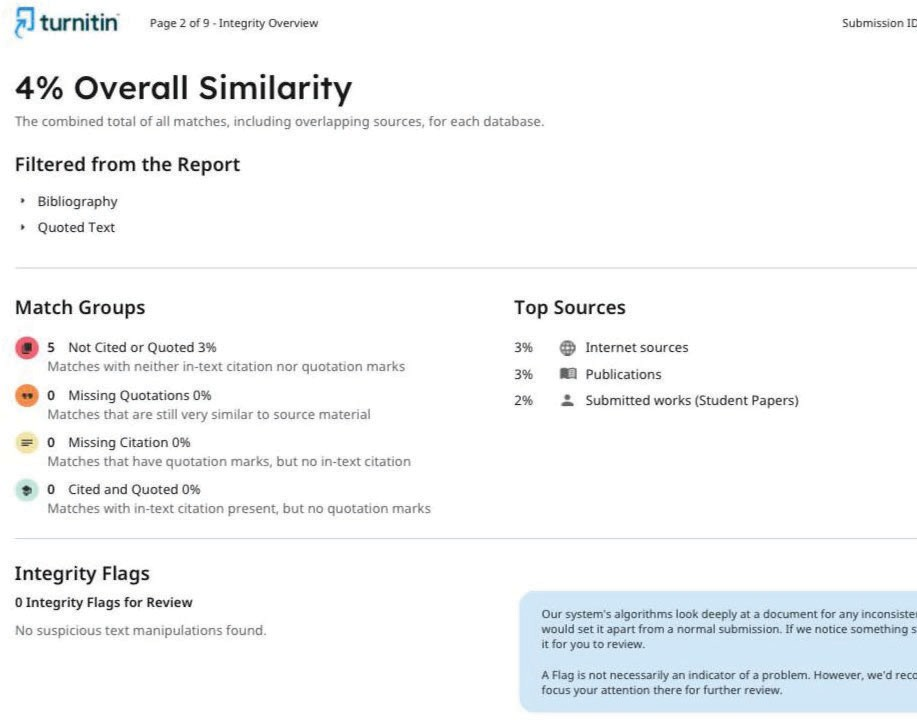 turnitin
Page 2 of 9 - Integrity Overview
Submission ID
4% Overall Similarity
The combined total of all matches, including overlapping sources, for each database.
Filtered from the Report
Bibliography
Quoted Text
Match Groups
5 Not Cited or Quoted 3%
Matches with neither in-text citation nor quotation marks
0 Missing Quotations 0%
Matches that are still very similar to source material
0 Missing Citation 0%
Matches that have quotation marks, but no in-text citation
0 Cited and Quoted 0%
Matches with in-text citation present, but no quotation marks
Top Sources
3% Internet sources
3% Publications
2% Submitted works (Student Papers)
Integrity Flags
0 Integrity Flags for Review
No suspicious text manipulations found.
Our system's algorithms look deeply at a document for any
would set it apart from a normal submission. If we notice something
it for you to review.
A Flag is not necessarily an indicator of a problem. However, we'd
focus your attention there for further review.